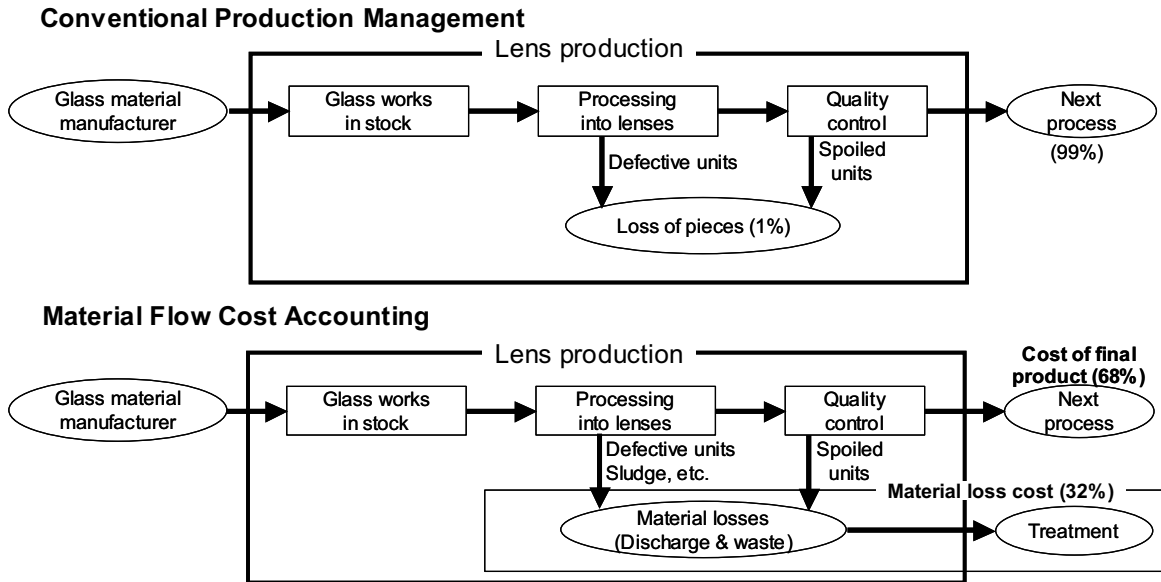 Conventional Production Management
Lens production
Glass material
manufacturer
Glass works
in stock
Processing
into lenses
Quality
control
Next
process
(99%)
Defective units
Spoiled
units
Loss of pieces (1%)
Material Flow Cost Accounting
Lens production
Cost of final
product (68%)
Glass material
manufacturer
Glass works
in stock
Processing
into lenses
Quality
control
Next
process
Defective units
Sludge, etc.
Spoiled
units
Material loss cost (32%)
Material losses
(Discharge & waste)
Treatment